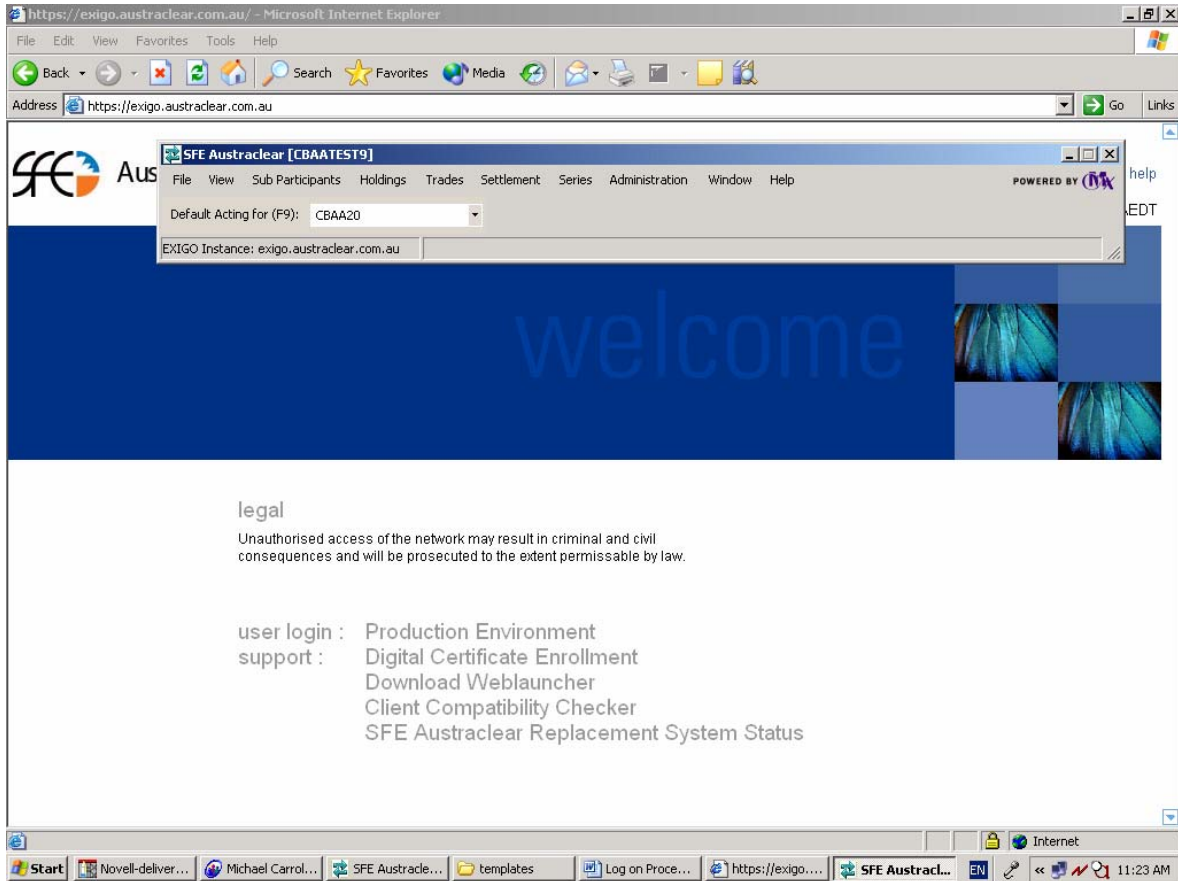 https://exigo.austraclear.com.au/ - Microsoft Internet Explorer
File Edit View Favorites Tools Help
Back Search Favorites Media
Address https://exigo.austraclear.com.au Go Links
SFE Austraclear [CBAATEST9]
sfe Aus help
File View Sub Participants Holdings Trades Settlement Series Administration Window Help POWERED BY OMX
Default Acting for (F9): CBAA20
AEDT
EXIGO Instance: exigo.austraclear.com.au
welcome
legal
Unauthorised access of the network may result in criminal and civil
consequences and will be prosecuted to the extent permissable by law.
user login : Production Environment
support : Digital Certificate Enrollment
Download Weblauncher
Client Compatibility Checker
SFE Austraclear Replacement System Status
Internet
Start Novell-deliver... Michael Carrol... SFE Austracle... templates Log on Proce... https://exigo.... SFE Austracl... EN « 11:23 AM